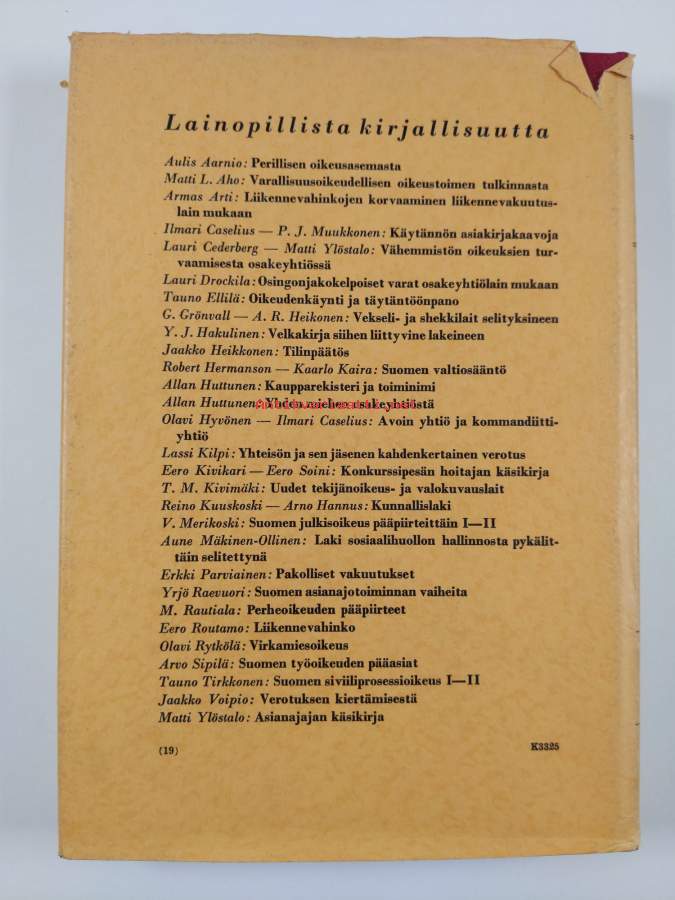 Lainopillista kirjallisuutta
Aulis Aarnio: Perillisen oikeusasemasta
Matti L. Aho: Varallisuusoikeudellisen oikeustoimen tulkinnasta
Armas Arti: Liikennevahinkojen korvaaminen liikennevakuutus-
lain mukaan
Ilmari Caselius — P. J. Muukkonen: Käytännön asiakirjakaavoja
Lauri Cederberg — Matti Ylöstalo: Vähemmistön oikeuksien tur-
vaamisesta osakeyhtiössä
Lauri Drockila: Osingonjakokelpoiset varat osakeyhtiölain mukaan
Tauno Ellilä: Oikeudenkäynti ja täytäntöönpano
G. Grönvall — A. R. Heikonen: Vekseli- ja shekkilait selityksineen
Y. J. Hakulinen: Velkakirja siihen liittyvine lakeineen
Jaakko Heikkonen: Tilinpäätös
Robert Hermanson — Kaarlo Kaira: Suomen valtiosääntö
Allan Huttunen: Kaupparekisteri ja toiminimi
Allan Huttunen: Yhden miehen osakeyhtiöstä
Olavi Hyvönen — Ilmari Caselius: Avoin yhtiö ja kommandiitti-
yhtiö
Lassi Kilpi: Yhteisön ja sen jäsenen kahdenkertainen verotus
Eero Kivikari — Eero Soini: Konkurssipesän hoitajan käsikirja
T. M. Kivimäki: Uudet tekijänoikeus- ja valokuvauslait
Reino Kuuskoski — Arno Hannus: Kunnallislaki
V. Merikoski: Suomen julkisoikeus pääpiirteittäin I—II
Aune Mäkinen-Ollinen: Laki sosiaalihuollon hallinnosta pykälit-
täin selitettynä
Erkki Parviainen: Pakolliset vakuutukset
Yrjö Raevuori: Suomen asianajotoiminnan vaiheita
M. Rautiala: Perheoikeuden pääpiirteet
Eero Routamo: Liikennevahinko
Olavi Rytkölä: Virkamiesoikeus
Arvo Sipilä: Suomen työoikeuden pääasiat
Tauno Tirkkonen: Suomen siviiliprosessioikeus I—II
Jaakko Voipio: Verotuksen kiertämisestä
Matti Ylöstalo: Asianajajan käsikirja
(19) K3325